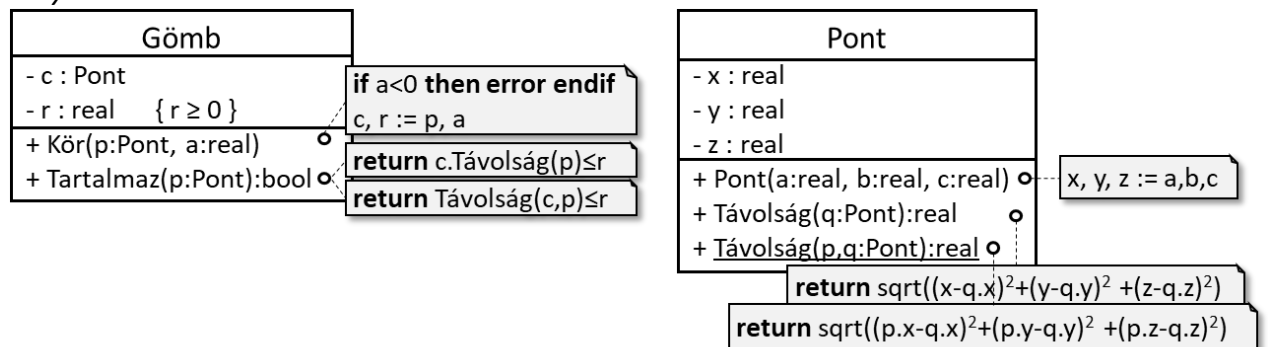 Gömb
- c : Pont
- r : real { r ≥ 0 }
+ Kör(p:Pont, a:real)
+ Tartalmaz(p:Pont):bool
if a<0 then error endif
c, r := p, a
return c.Távolság(p)≤r
return Távolság(c,p)≤r
Pont
- x : real
- y : real
- z : real
+ Pont(a:real, b:real, c:real)
+ Távolság(q:Pont):real
+ Távolság(p,q:Pont):real
x, y, z := a,b,c
return sqrt((x-q.x)²+(y-q.y)² +(z-q.z)²)
return sqrt((p.x-q.x)²+(p.y-q.y)² +(p.z-q.z)²)